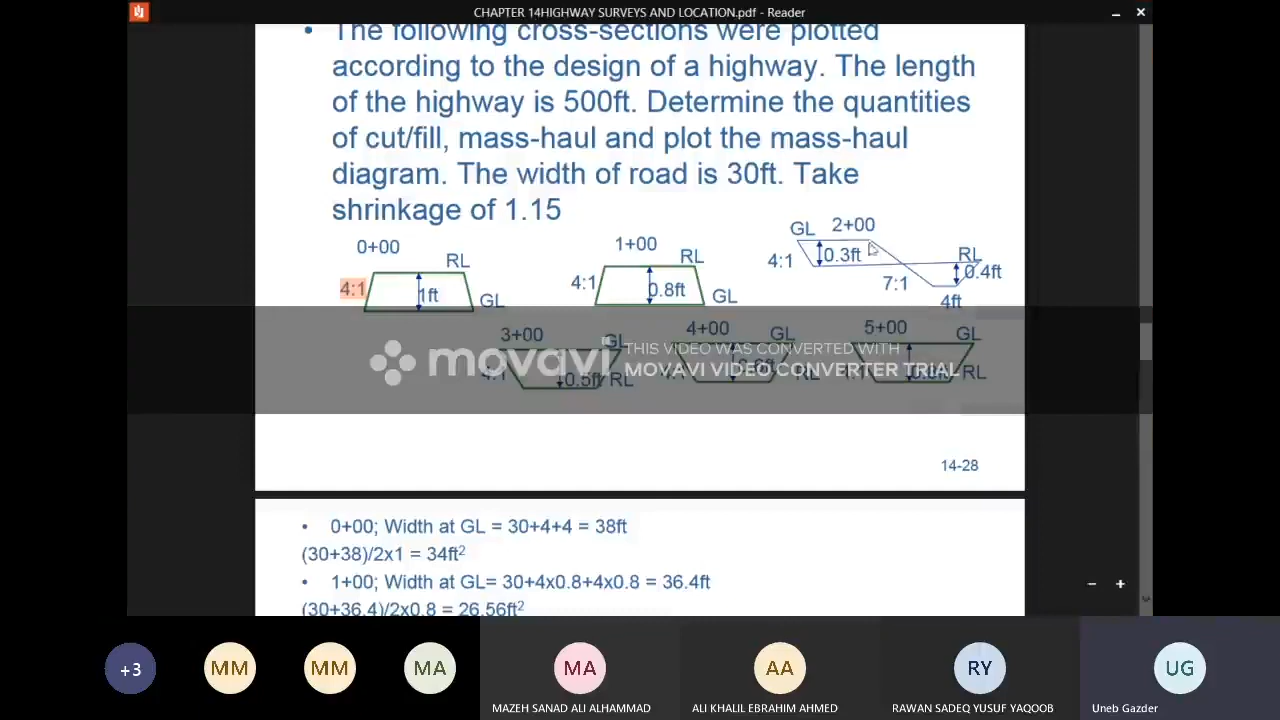 CHAPTER 14HIGHWAY SURVEYS AND LOCATION.pdf - Reader
• The following cross-sections were plotted
according to the design of a highway. The length
of the highway is 500ft. Determine the quantities
of cut/fill, mass-haul and plot the mass-haul
diagram. The width of road is 30ft. Take
shrinkage of 1.15
0+00
RL
4:1
1ft
GL
1+00
RL
4:1
0.8ft
GL
GL 2+00
4:1
0.3ft
RL
0.4ft
7:1
4ft
3+00
GL
4:1
0.5ft
RL
4+00
GL
RL
5+00
GL
RL
movavi
THIS VIDEO WAS CONVERTED WITH
MOVAVI VIDEO CONVERTER TRIAL
14-28
• 0+00; Width at GL = 30+4+4 = 38ft
(30+38)/2x1 = 34ft²
• 1+00; Width at GL= 30+4x0.8+4x0.8 = 36.4ft
(30+36.4)/2x0.8 = 26.56ft²
+3
MM
MM
MA
MA
MAZEH SANAD ALI ALHAMMAD
AA
ALI KHALIL EBRAHIM AHMED
RY
RAWAN SADEQ YUSUF YAQOOB
UG
Uneb Gazder